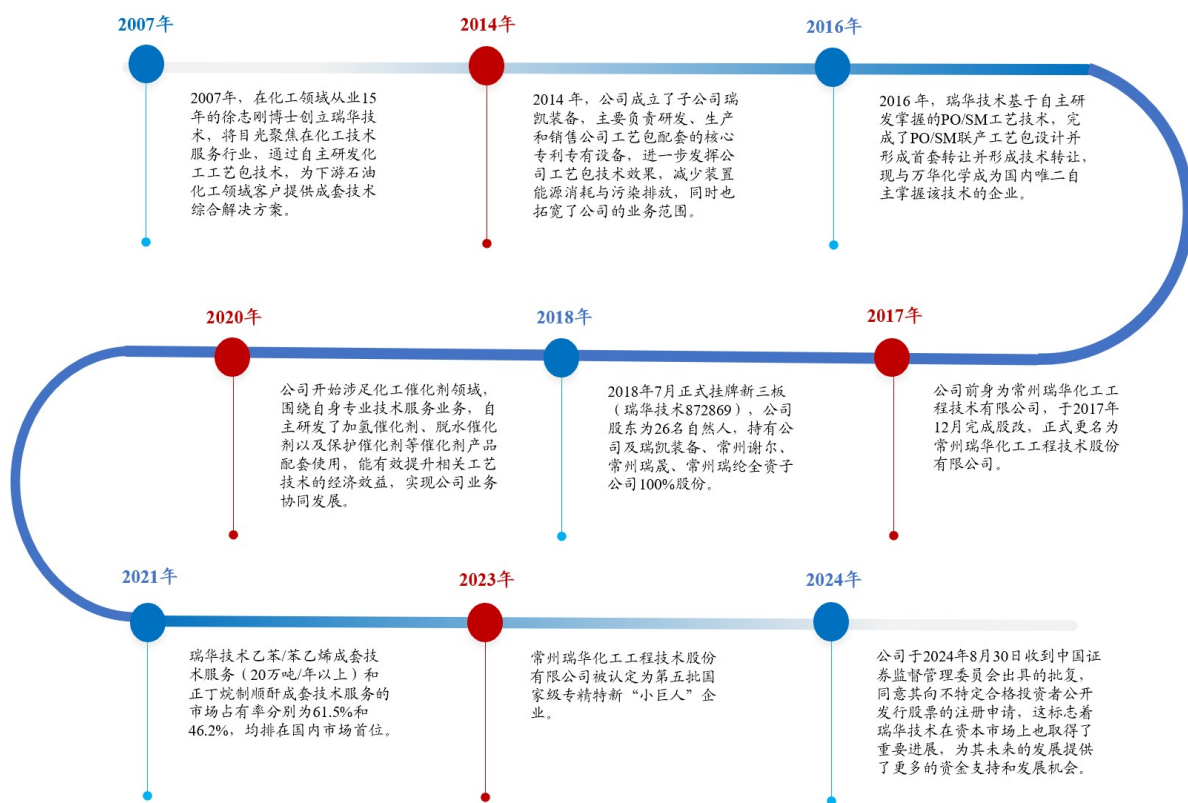 2007年
2007年，在化工领域从业15
年的徐志刚博士创立瑞华技
术，将目光聚焦在化工技术
服务行业，通过自主研发化
工工艺包技术，为下游石油
化工领域客户提供成套技术
综合解决方案。
2014年
2014 年，公司成立了子公司瑞
凯装备，主要负责研发、生产
和销售公司工艺包配套的核心
专利专有设备，进一步发挥公
司工艺包技术效果，减少装置
能源消耗与污染排放，同时也
拓宽了公司的业务范围。
2016年
2016 年，瑞华技术基于自主研
发掌握的PO/SM工艺技术，完
成了PO/SM联产工艺包设计并
形成首套转让并形成技术转让，
现与万华化学成为国内唯二自
主掌握该技术的企业。
2017年
公司前身为常州瑞华化工工
程技术有限公司，于2017年
12月完成股改，正式更名为
常州瑞华化工工程技术股份
有限公司。
2018年
2018年7月正式挂牌新三板
（瑞华技术872869），公司
股东为26名自然人，持有公
司及瑞凯装备、常州谢尔、
常州瑞晟、常州瑞纶全资子
公司100%股份。
2020年
公司开始涉足化工催化剂领域，
围绕自身专业技术服务业务，自
主研发了加氢催化剂、脱水催化
剂以及保护催化剂等催化剂产品
配套使用，能有效提升相关工艺
技术的经济效益，实现公司业务
协同发展。
2021年
瑞华技术乙苯/苯乙烯成套技
术服务（20万吨/年以上）和
正丁烷制顺酐成套技术服务的
市场占有率分别为61.5%和
46.2%，均排在国内市场首位。
2023年
常州瑞华化工工程技术股份
有限公司被认定为第五批国
家级专精特新“小巨人”企
业。
2024年
公司于2024年8月30日收到中国证
券监督管理委员会出具的批复，
同意其向不特定合格投资者公开
发行股票的注册申请，这标志着
瑞华技术在资本市场上也取得了
重要进展，为其未来的发展提供
了更多的资金支持和发展机会。